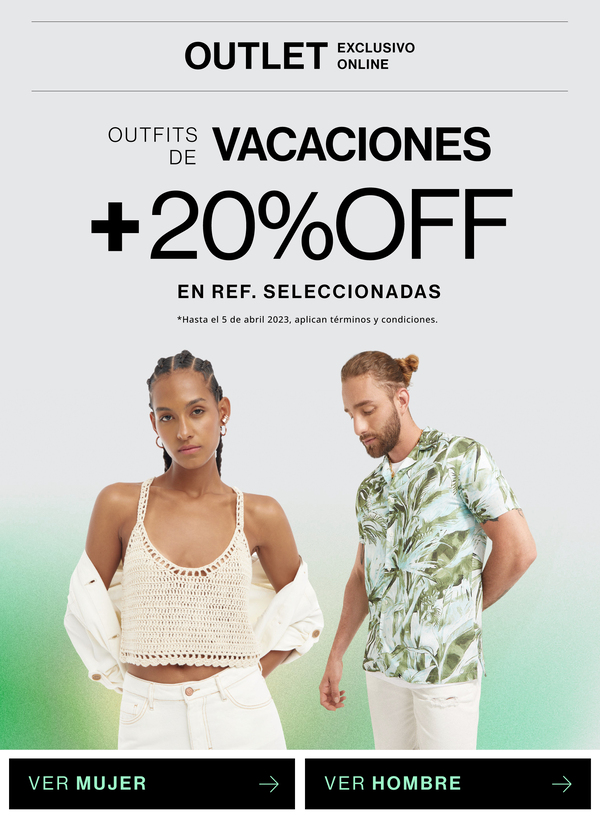 OUTLET EXCLUSIVO
ONLINE
OUTFITS
DE VACACIONES
+20%OFF
EN REF. SELECCIONADAS
*Hasta el 5 de abril 2023, aplican términos y condiciones.
VER MUJER
VER HOMBRE